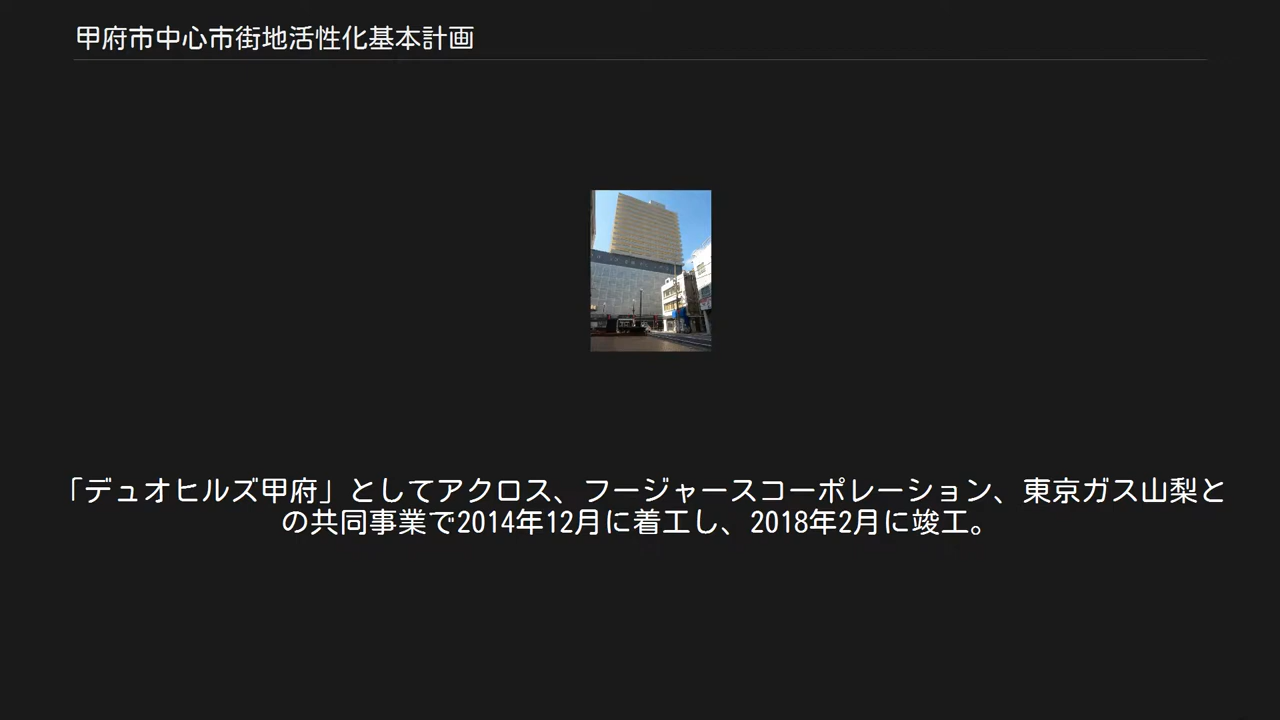 甲府市中心市街地活性化基本計画
「デュオヒルズ甲府」としてアクロス、フージャースコーポレーション、東京ガス山梨と
の共同事業で2014年12月に着工し、2018年2月に竣工。